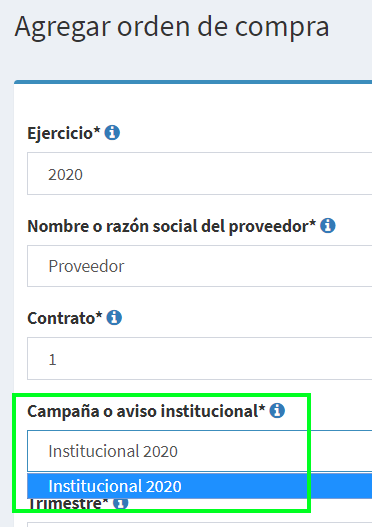 Agregar orden de compra
Ejercicio*
2020
Nombre o razón social del proveedor*
Proveedor
Contrato*
1
Campaña o aviso institucional*
Institucional 2020
Institucional 2020
Trimestre*